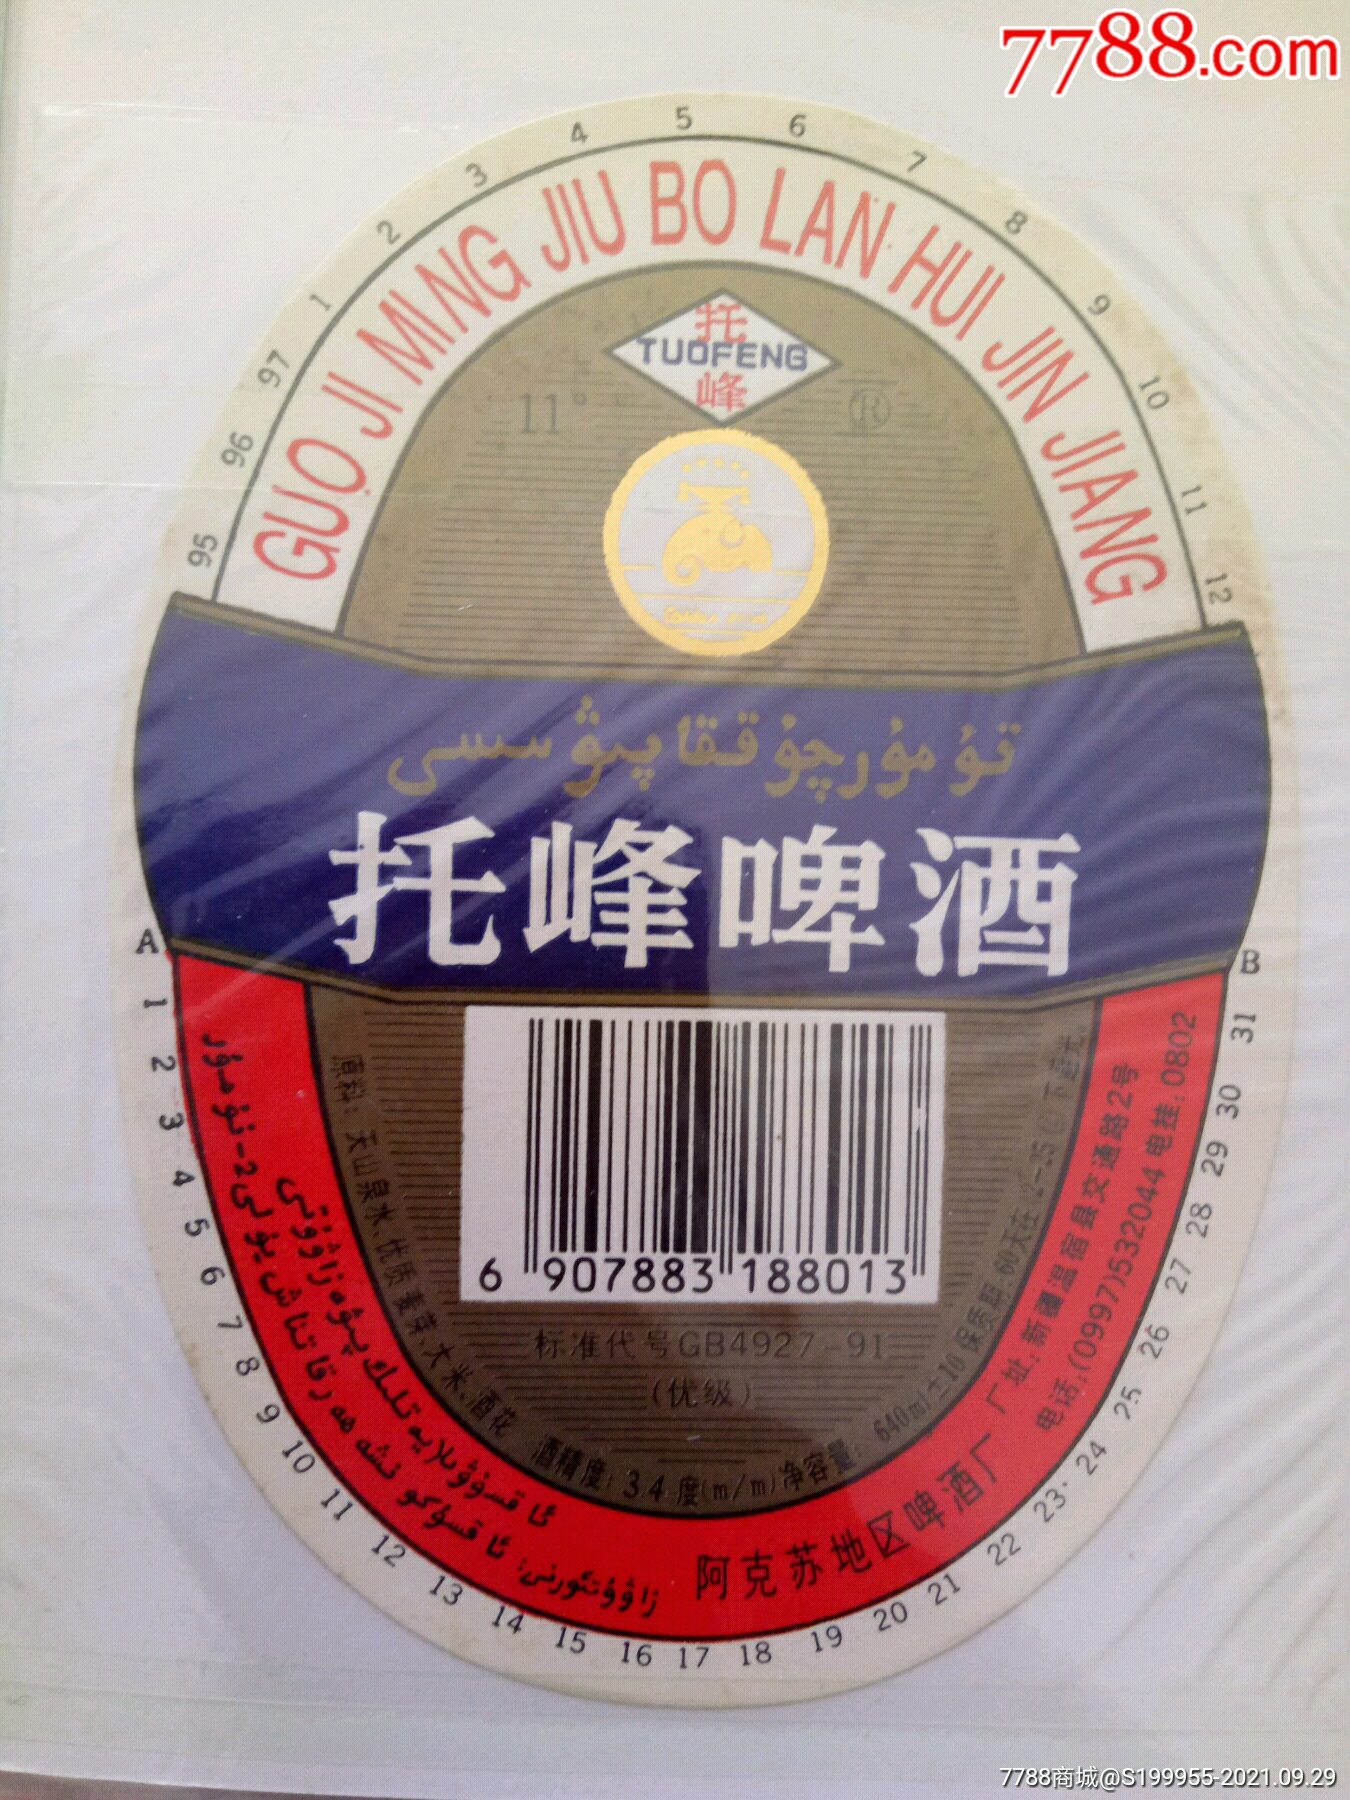 7788.com
95 96 97 1 2 3 4 5 6 7 8 9 10 11 12
GUO JI MING JIU BO LAN HUI JIN JIANG
托
TUOFENG
峰
11°
R
تۇمۇرچۇققا پىۋىسى
托峰啤酒
A
B
6 907883 188013
标准代号GB4927-91
(优级)
原料：天山泉水、优质麦芽、大米、酒花
酒精度：3.4度(m/m)净容量：640ml±10 保质期：60天在2-25
阿克苏地区啤酒厂
厂址：新疆温宿县交通路2号
电话：(0997)532044 电挂：0802
1 2 3 4 5 6 7 8 9 10 11 12 13 14 15 16 17 18 19 20 21 22 23 24 25 26 27 28 29 30 31
7788商城@S199955-2021.09.29